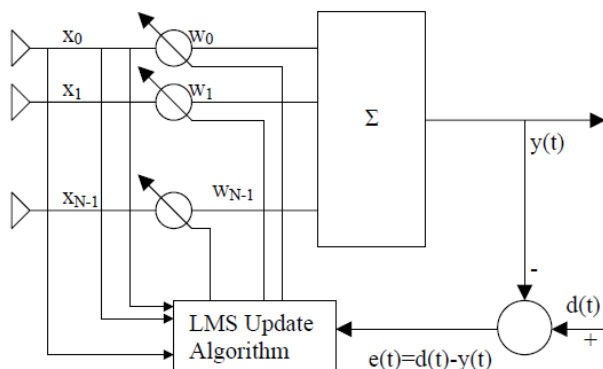 x0 w0
x1 w1
Σ
y(t)
xN-1 wN-1
-
d(t)
+
LMS Update
Algorithm
e(t)=d(t)-y(t)